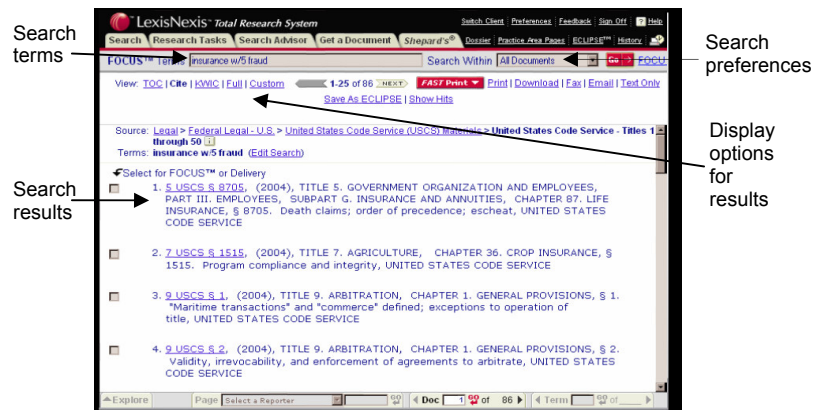 LexisNexis™ Total Research System
Switch Client | Preferences | Feedback | Sign Off | ? Help
Search | Research Tasks | Search Advisor | Get a Document | Shepard's® | Dossier | Practice Area Pages | ECLIPSE™ | History
Search terms
FOCUS™ Terms insurance w/5 fraud Search Within All Documents Go FOCU
Search preferences
View: TOC | Cite | KWIC | Full | Custom 1-25 of 86 NEXT FAST Print Print | Download | Fax | Email | Text Only
Save As ECLIPSE | Show Hits
Display options for results
Source: Legal > Federal Legal - U.S. > United States Code Service (USCS) Materials > United States Code Service - Titles 1
through 50 i
Terms: insurance w/5 fraud (Edit Search)
Select for FOCUS™ or Delivery
Search results
1. 5 USCS § 8705, (2004), TITLE 5. GOVERNMENT ORGANIZATION AND EMPLOYEES,
PART III. EMPLOYEES, SUBPART G. INSURANCE AND ANNUITIES, CHAPTER 87. LIFE
INSURANCE, § 8705. Death claims; order of precedence; escheat, UNITED STATES
CODE SERVICE
2. 7 USCS § 1515, (2004), TITLE 7. AGRICULTURE, CHAPTER 36. CROP INSURANCE, §
1515. Program compliance and integrity, UNITED STATES CODE SERVICE
3. 9 USCS § 1, (2004), TITLE 9. ARBITRATION, CHAPTER 1. GENERAL PROVISIONS, § 1.
"Maritime transactions" and "commerce" defined; exceptions to operation of
title, UNITED STATES CODE SERVICE
4. 9 USCS § 2, (2004), TITLE 9. ARBITRATION, CHAPTER 1. GENERAL PROVISIONS, § 2.
Validity, irrevocability, and enforcement of agreements to arbitrate, UNITED STATES
CODE SERVICE
Explore Page Select a Reporter go Doc 1 go of 86 Term go of